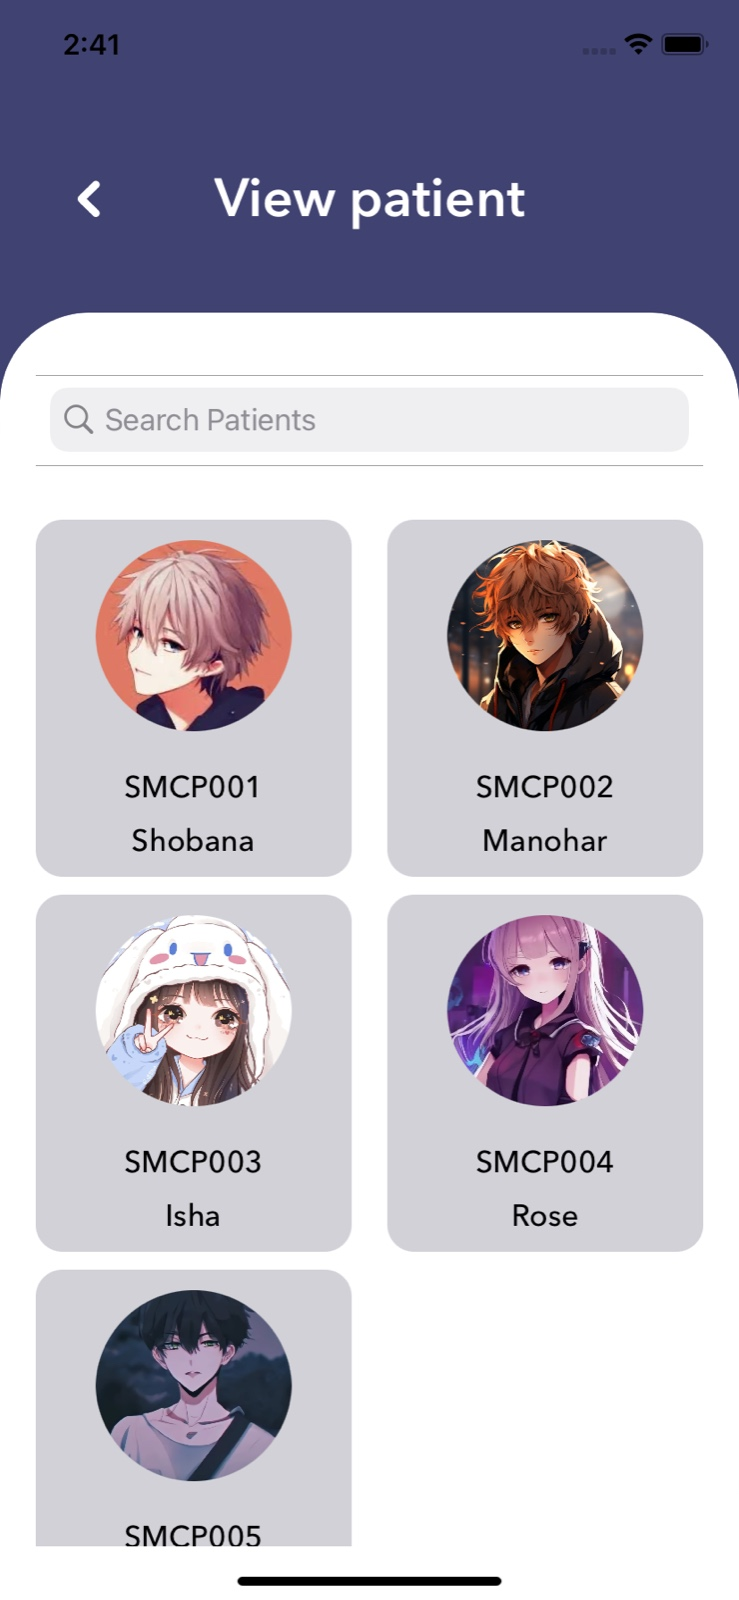 2:41
View patient
Search Patients
SMCP001
Shobana
SMCP002
Manohar
SMCP003
Isha
SMCP004
Rose
SMCP005